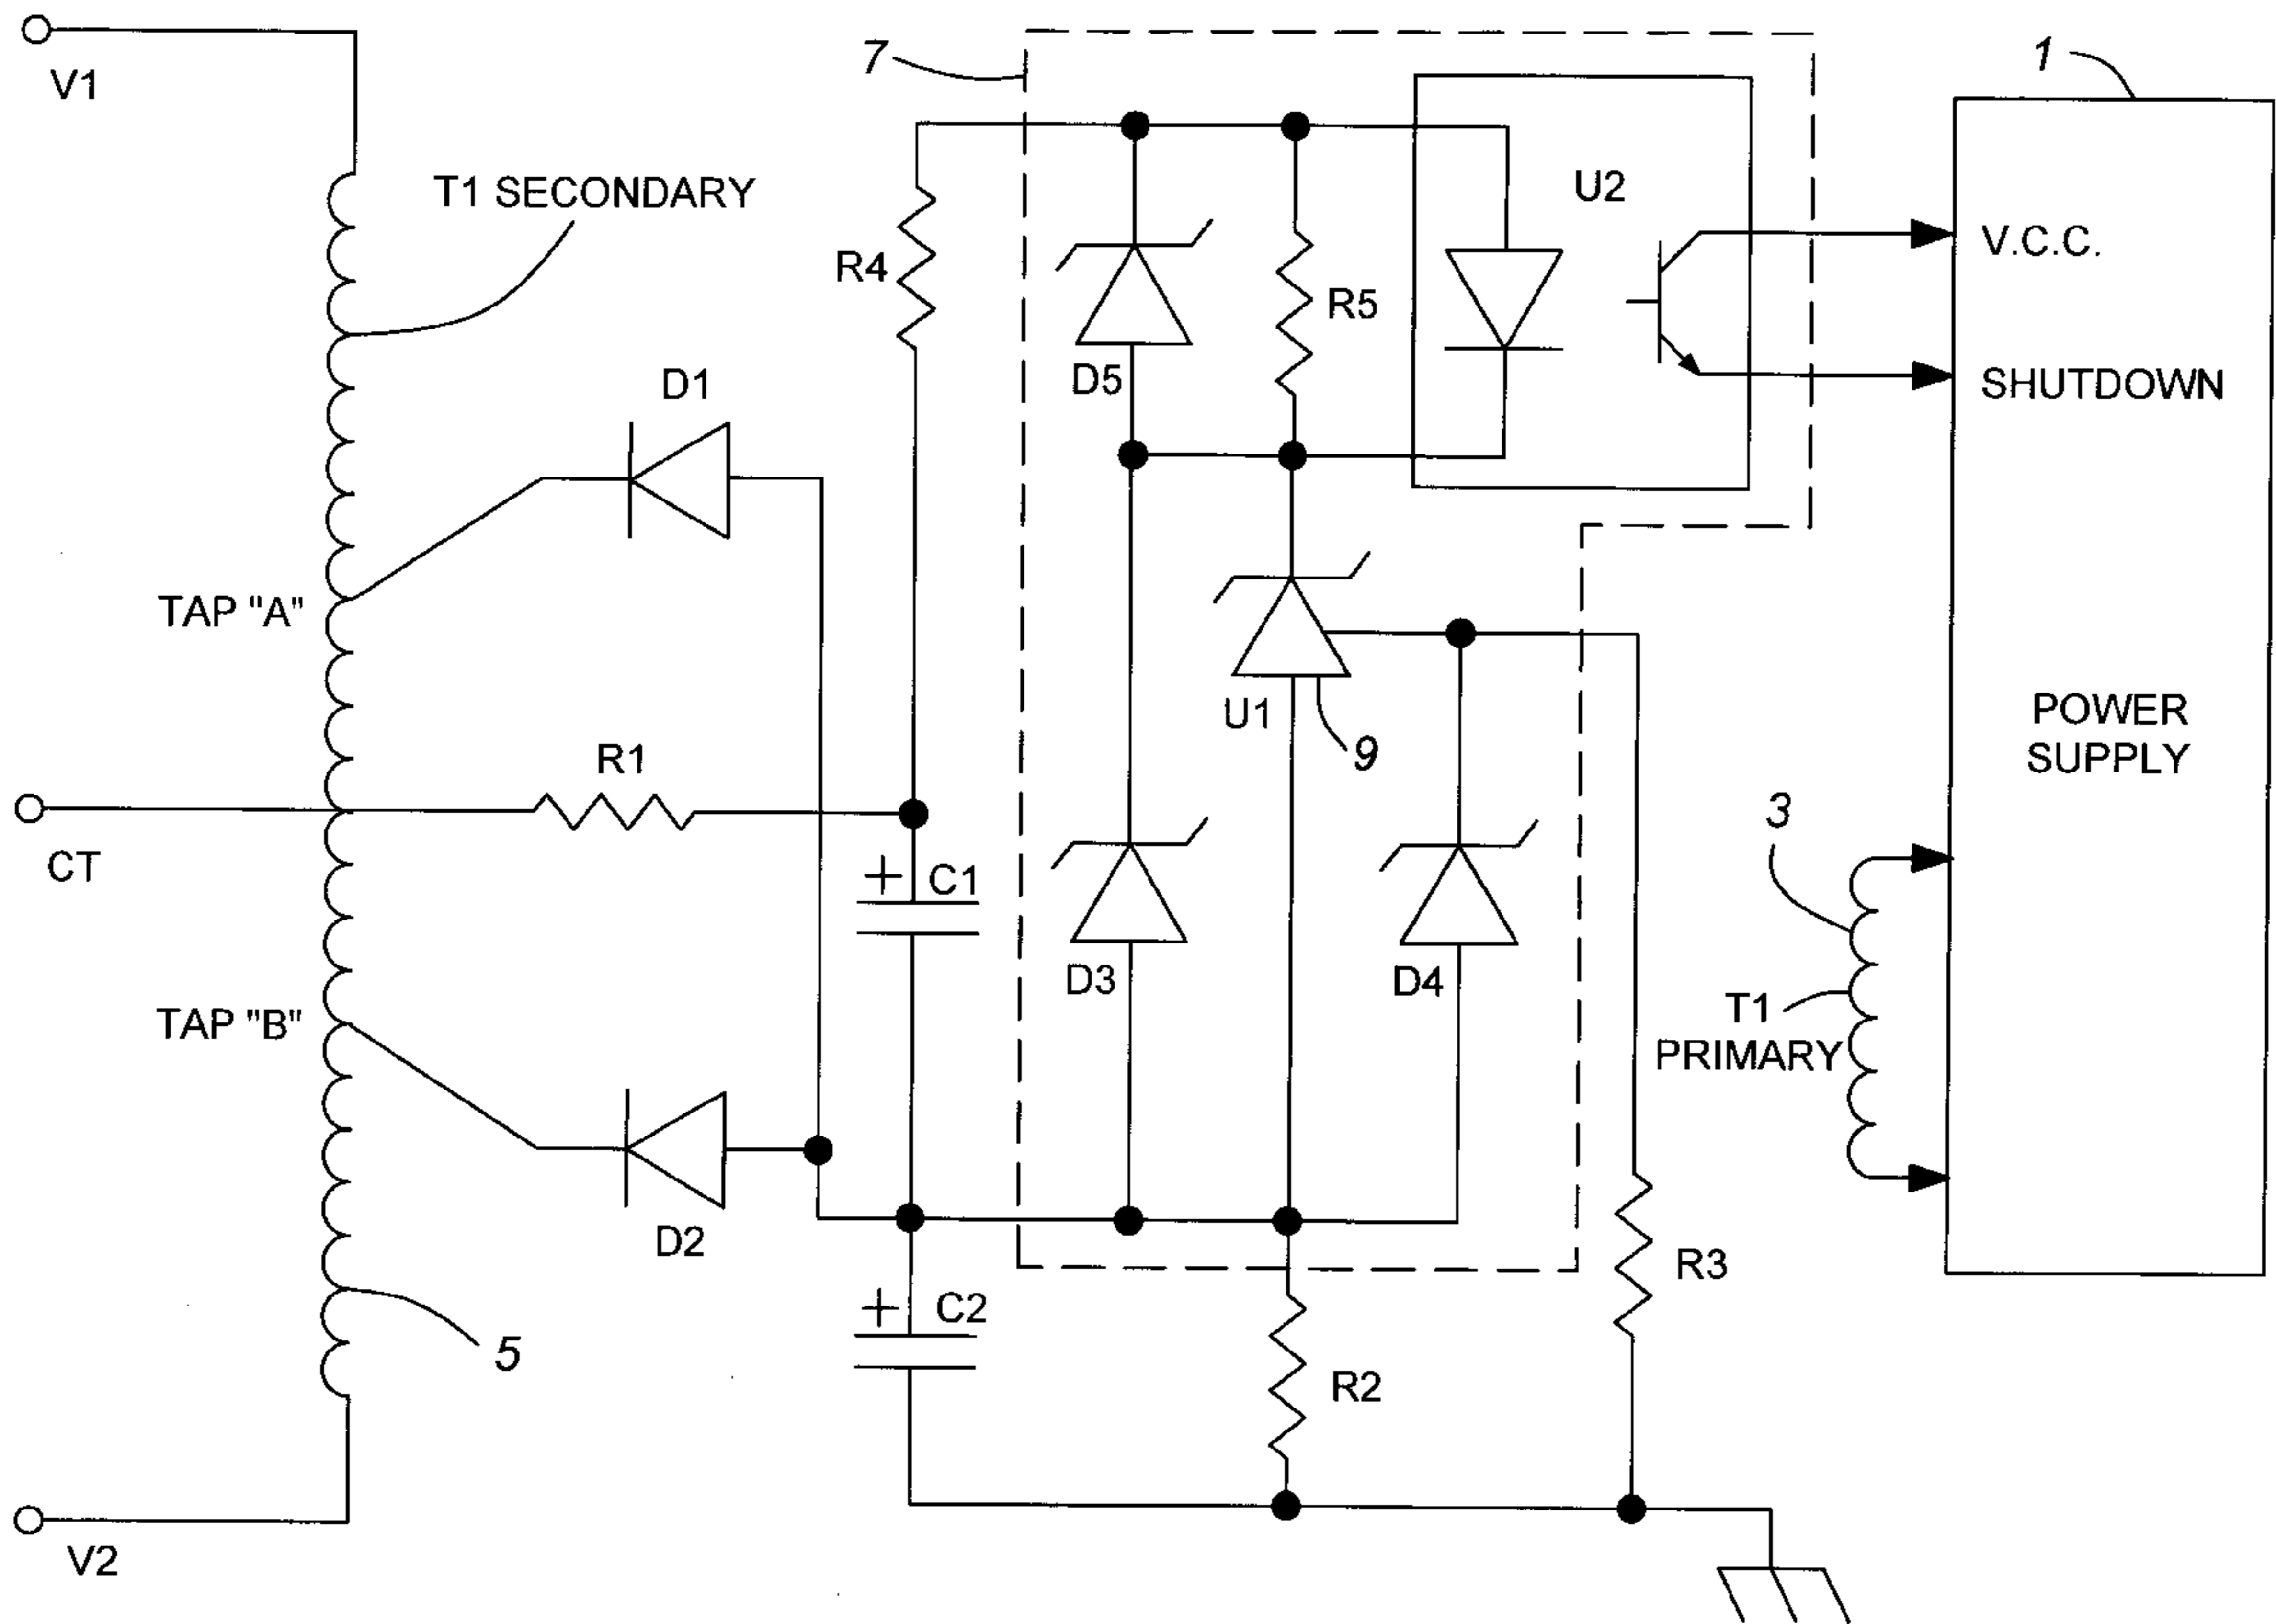 V1
T1 SECONDARY
TAP "A"
CT
TAP "B"
5
V2
D1
R1
D2
R4
+ C1
+ C2
7
D5
R5
U2
U1
9
D3
D4
R2
R3
1
V.C.C.
SHUTDOWN
POWER
SUPPLY
3
T1
PRIMARY